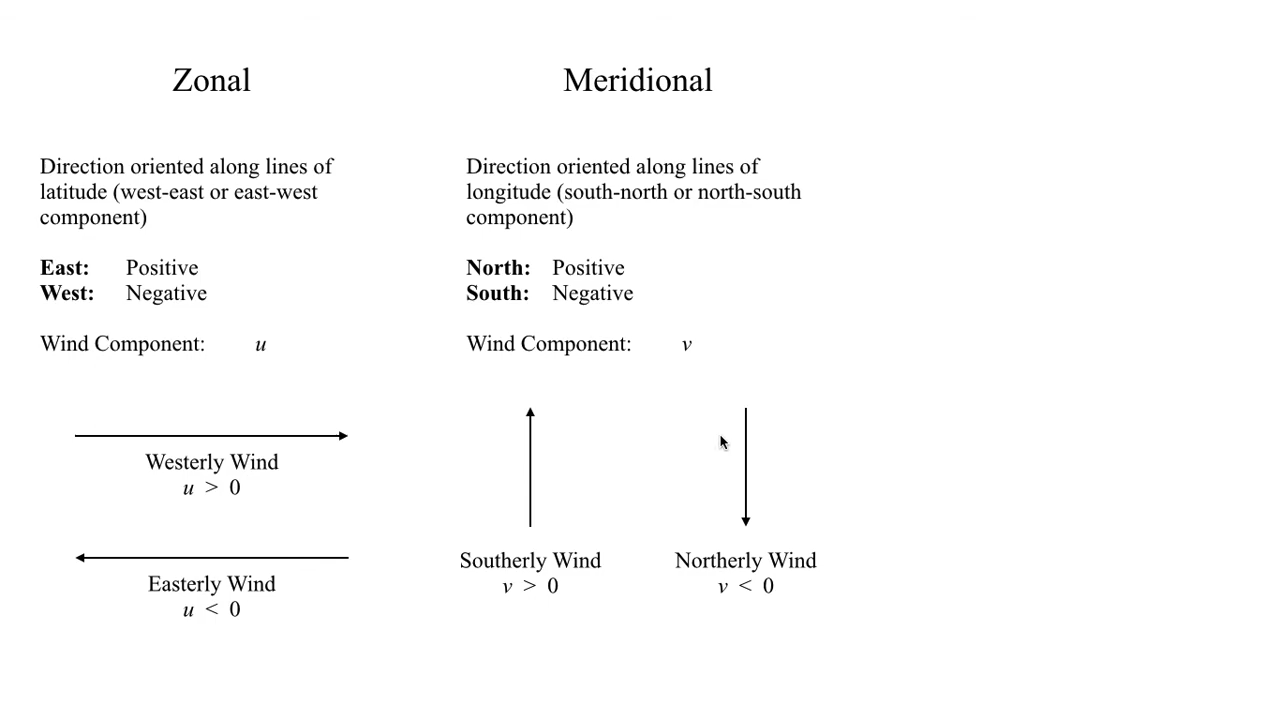 Zonal
Direction oriented along lines of
latitude (west-east or east-west
component)
East: Positive
West: Negative
Wind Component: u
Westerly Wind
u > 0
Easterly Wind
u < 0
Meridional
Direction oriented along lines of
longitude (south-north or north-south
component)
North: Positive
South: Negative
Wind Component: v
Southerly Wind
v > 0
Northerly Wind
v < 0